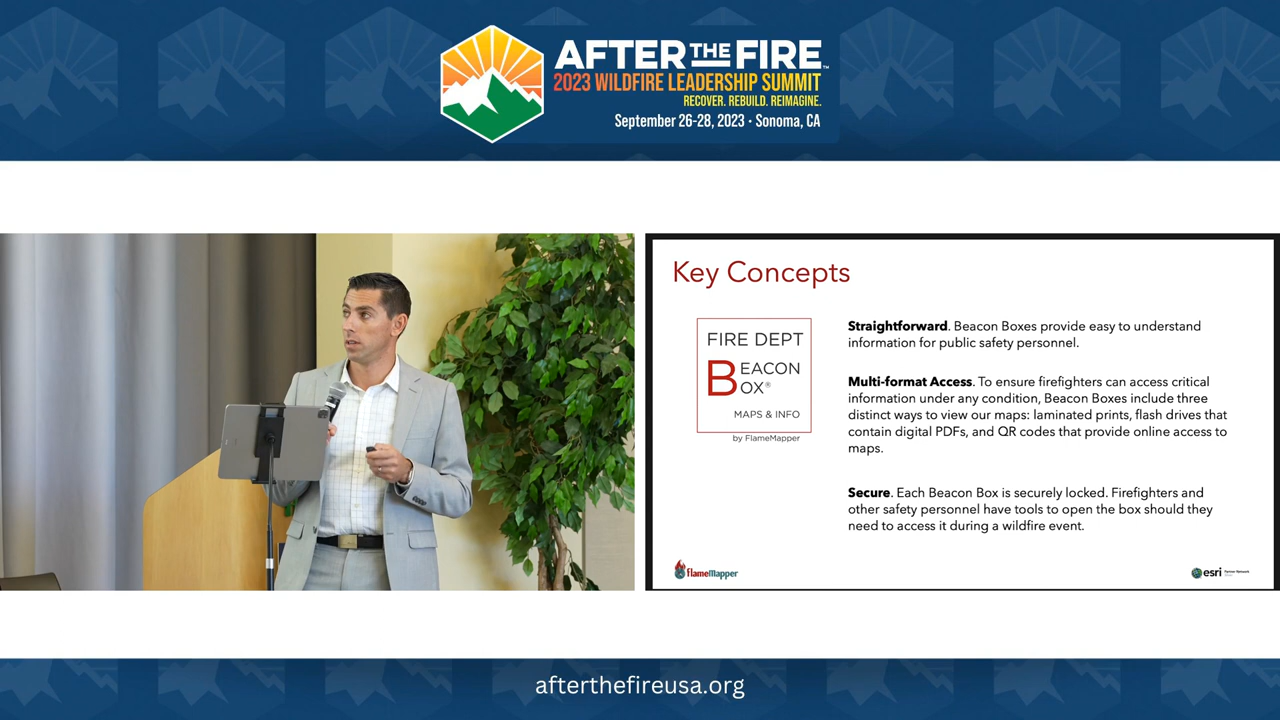 AFTER THE FIRE™
2023 WILDFIRE LEADERSHIP SUMMIT
RECOVER. REBUILD. REIMAGINE.
September 26-28, 2023 • Sonoma, CA
Key Concepts
FIRE DEPT
BEACON
BOX®
MAPS & INFO
by FlameMapper
Straightforward. Beacon Boxes provide easy to understand
information for public safety personnel.
Multi-format Access. To ensure firefighters can access critical
information under any condition, Beacon Boxes include three
distinct ways to view our maps: laminated prints, flash drives that
contain digital PDFs, and QR codes that provide online access to
maps.
Secure. Each Beacon Box is securely locked. Firefighters and
other safety personnel have tools to open the box should they
need to access it during a wildfire event.
flameMapper
esri Partner Network
afterthefireusa.org